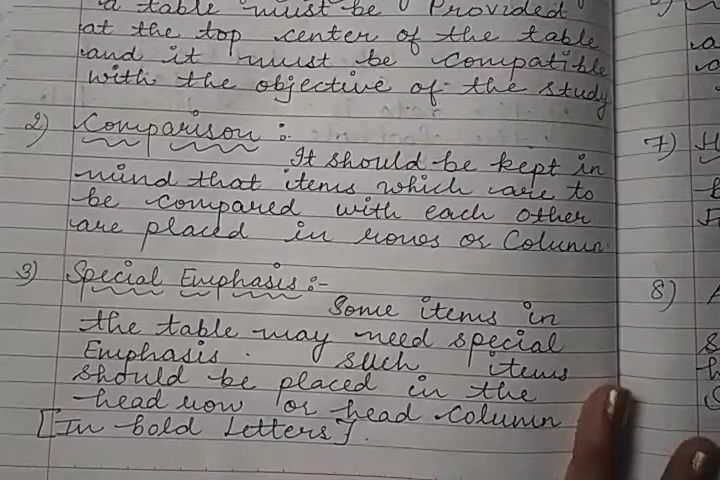 a table must be Provided
at the top center of the table
and it must be compatible
with the objective of the study
2) Comparison :-
It should be kept in
mind that items which are to
be compared with each other
are placed in rows or Column.
3) Special Emphasis :-
Some items in
the table may need special
Emphasis. such items
should be placed in the
head row or head column
[In bold Letters].
7)
8)